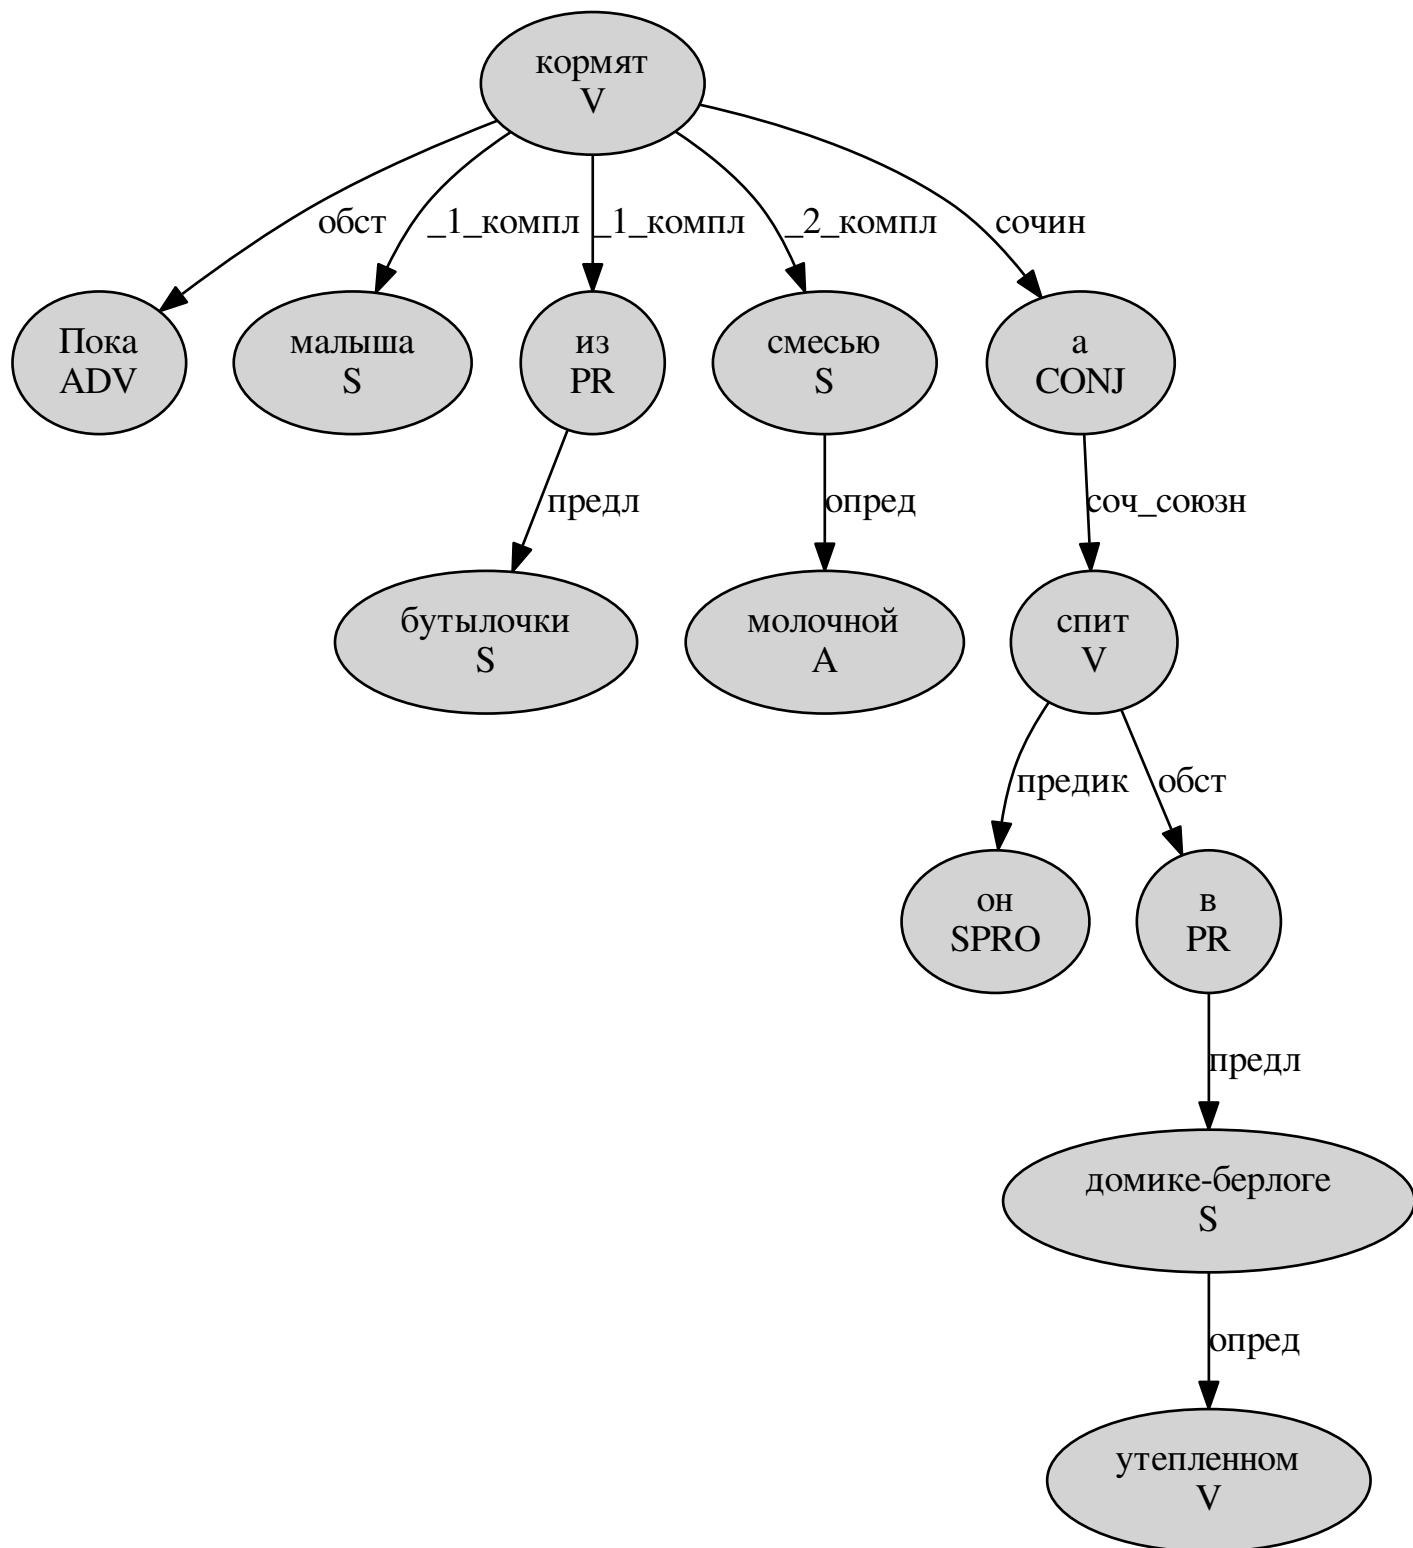 кормят
V
обст
_1_компл
_1_компл
_2_компл
сочин
Пока
ADV
малыша
S
из
PR
смесью
S
а
CONJ
предл
опред
соч_союзн
бутылочки
S
молочной
A
спит
V
предик
обст
он
SPRO
в
PR
предл
домике-берлоге
S
опред
утепленном
V